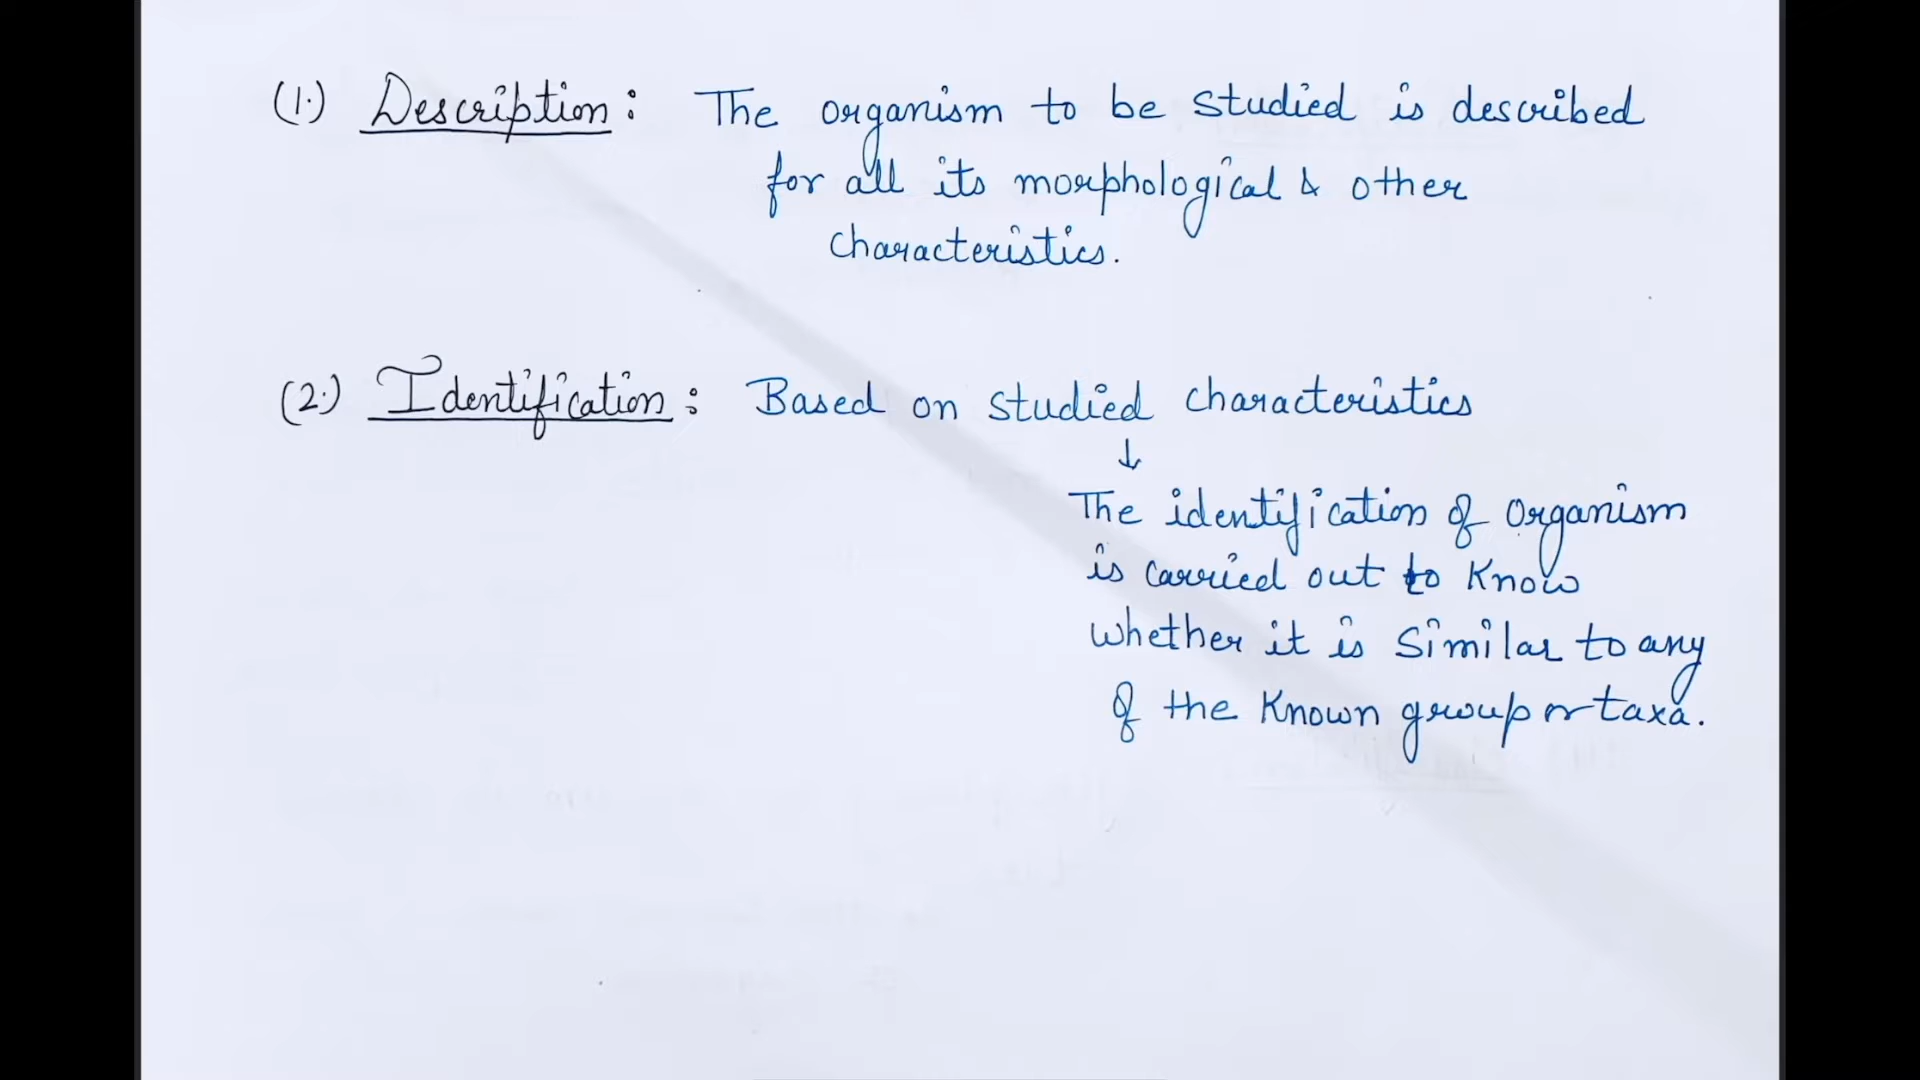 (1.) Description : The organism to be studied is described
for all its morphological & other
characteristics.
(2.) Identification : Based on studied characteristics
↓
The identification of organism
is carried out to know
whether it is similar to any
of the known group or taxa.